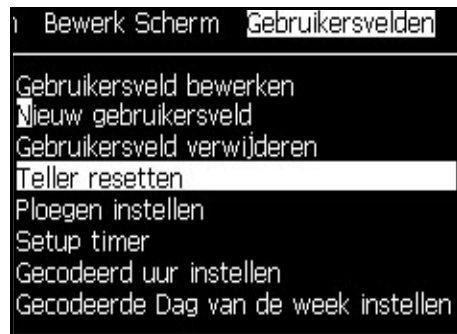 Bewerk Scherm Gebruikersvelden
Gebruikersveld bewerken
Nieuw gebruikersveld
Gebruikersveld verwijderen
Teller resetten
Ploegen instellen
Setup timer
Gecodeerd uur instellen
Gecodeerde Dag van de week instellen